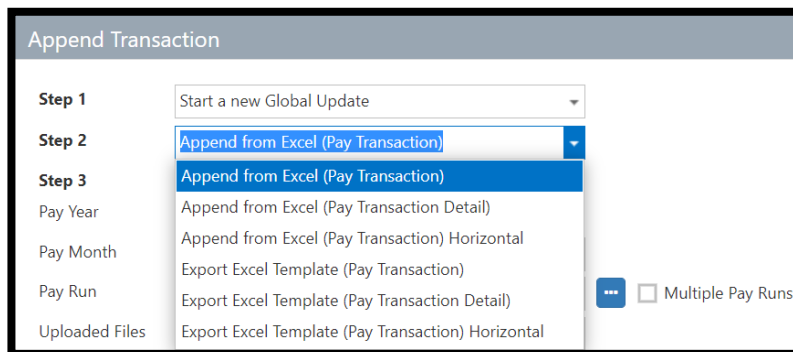 Append Transaction
Step 1 Start a new Global Update
Step 2 Append from Excel (Pay Transaction)
Step 3 Append from Excel (Pay Transaction)
Pay Year Append from Excel (Pay Transaction Detail)
Pay Month Append from Excel (Pay Transaction) Horizontal
Export Excel Template (Pay Transaction)
Pay Run Export Excel Template (Pay Transaction Detail) ... Multiple Pay Runs
Uploaded Files Export Excel Template (Pay Transaction) Horizontal